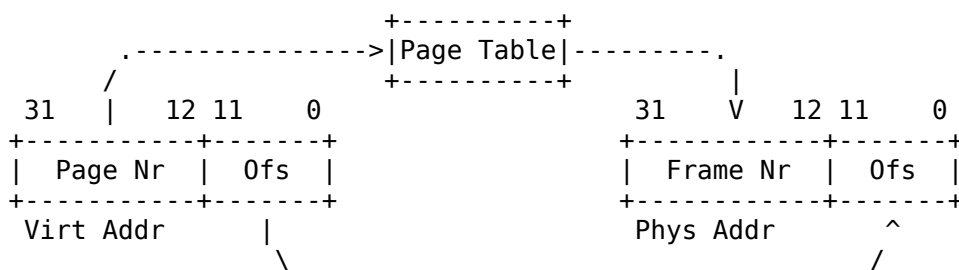 Page Table
31 12 11 0 31 V 12 11 0
Page Nr Ofs Frame Nr Ofs
Virt Addr Phys Addr